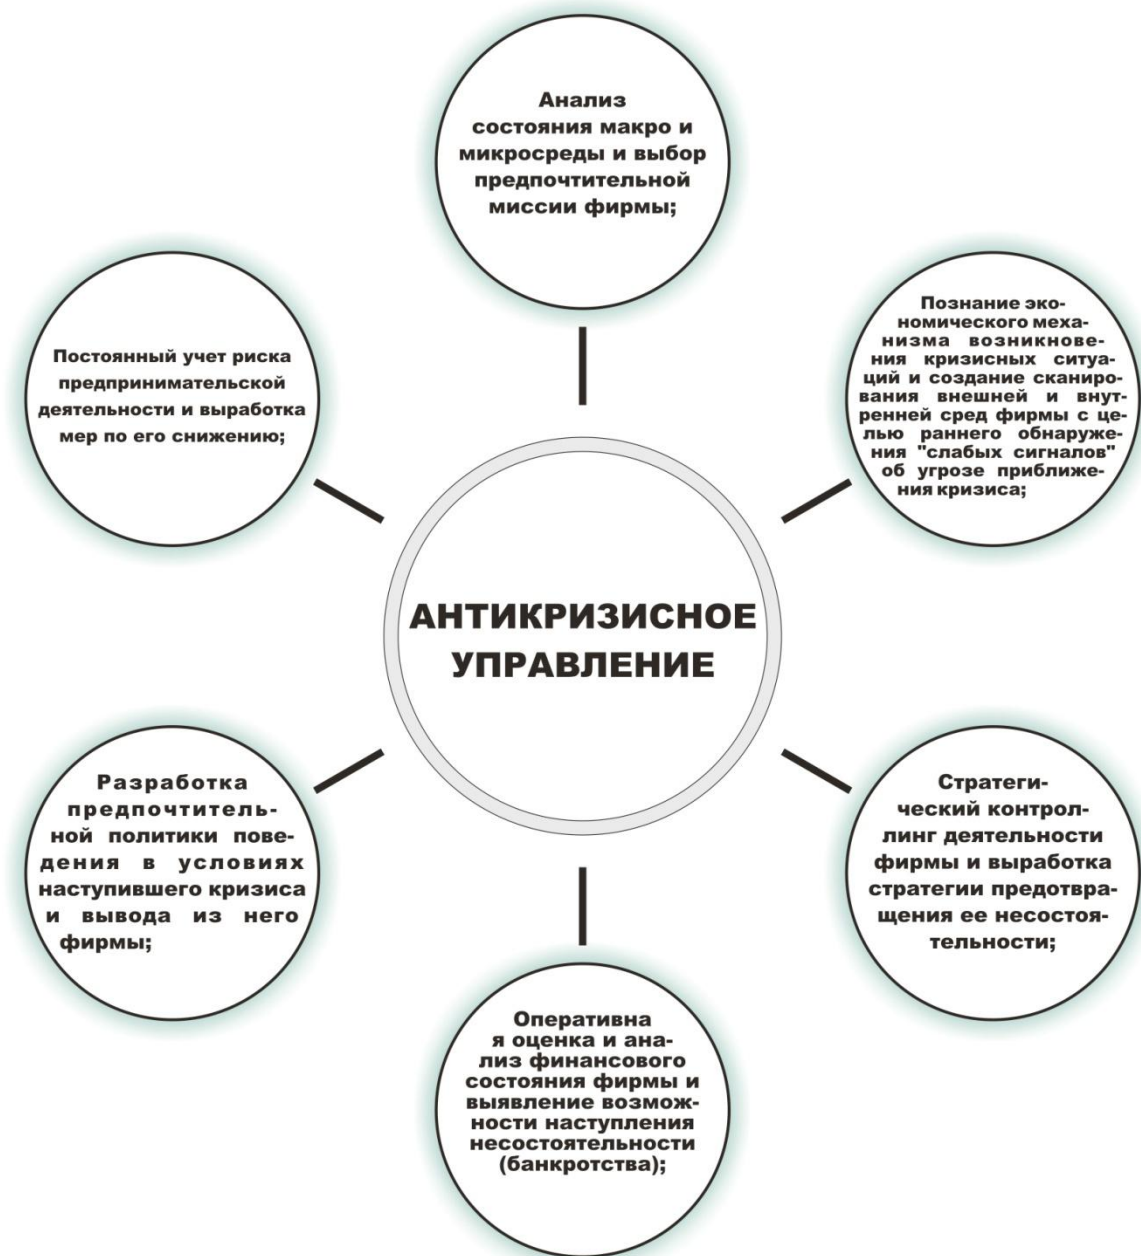 Анализ
состояния макро и
микросреды и выбор
предпочтительной
миссии фирмы;
Познание эко-
номического меха-
низма возникнове-
ния кризисных ситуа-
ций и создание сканиро-
вания внешней и внут-
ренней сред фирмы с це-
лью раннего обнаруже-
ния "слабых сигналов"
об угрозе приближе-
ния кризиса;
Постоянный учет риска
предпринимательской
деятельности и выработка
мер по его снижению;
АНТИКРИЗИСНОЕ
УПРАВЛЕНИЕ
Разработка
предпочтитель-
ной политики пове-
дения в условиях
наступившего кризиса
и вывода из него
фирмы;
Стратеги-
ческий контрол-
линг деятельности
фирмы и выработка
стратегии предотвра-
щения ее несостоя-
тельности;
Оперативна
я оценка и ана-
лиз финансового
состояния фирмы и
выявление возмож-
ности наступления
несостоятельности
(банкротства);